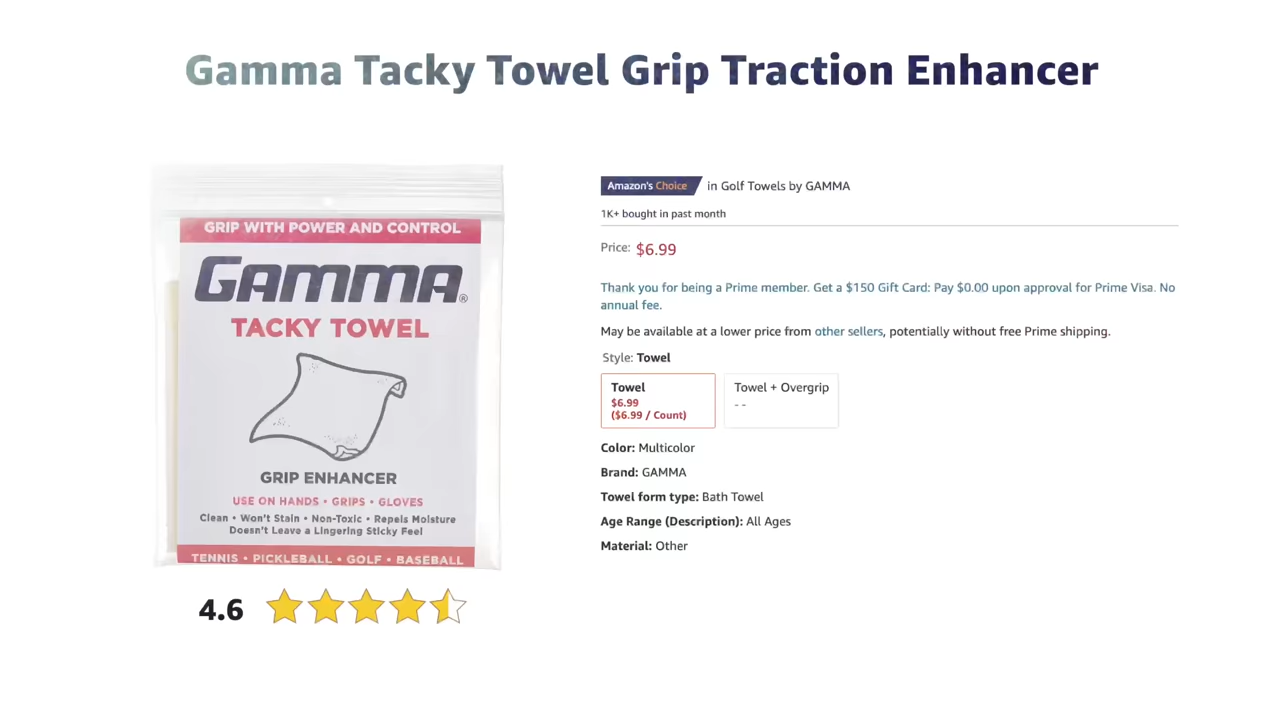 Gamma Tacky Towel Grip Traction Enhancer
GRIP WITH POWER AND CONTROL
GAMMA®
TACKY TOWEL
GRIP ENHANCER
USE ON HANDS • GRIPS • GLOVES
Clean • Won't Stain • Non-Toxic • Repels Moisture
Doesn't Leave a Lingering Sticky Feel
TENNIS • PICKLEBALL • GOLF • BASEBALL
4.6
Amazon's Choice in Golf Towels by GAMMA
1K+ bought in past month
Price: $6.99
Thank you for being a Prime member. Get a $150 Gift Card: Pay $0.00 upon approval for Prime Visa. No
annual fee.
May be available at a lower price from other sellers, potentially without free Prime shipping.
Style: Towel
Towel
$6.99
($6.99 / Count)
Towel + Overgrip
- -
Color: Multicolor
Brand: GAMMA
Towel form type: Bath Towel
Age Range (Description): All Ages
Material: Other